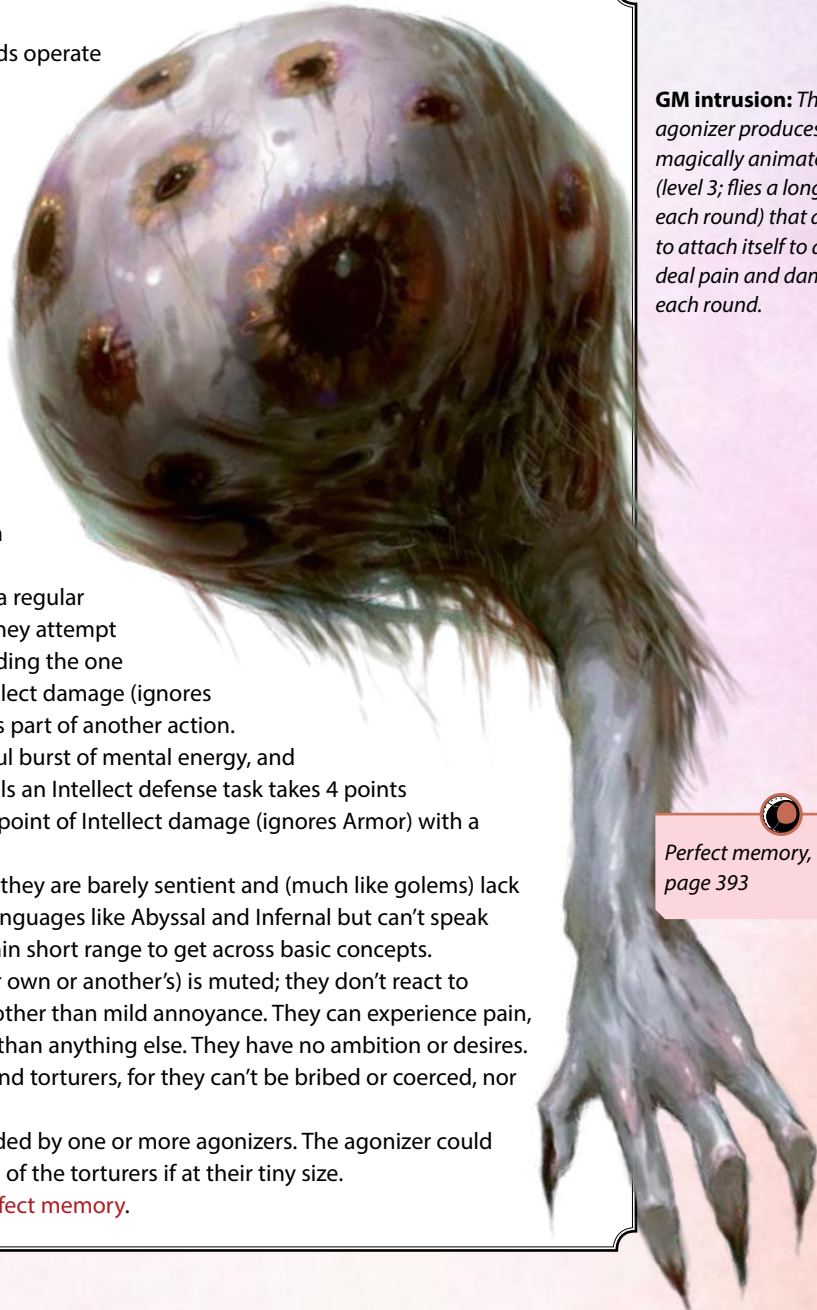 ds operate
a regular
hey attempt
ding the one
llect damage (ignores
s part of another action.
ul burst of mental energy, and
ls an Intellect defense task takes 4 points
point of Intellect damage (ignores Armor) with a
they are barely sentient and (much like golems) lack
nguages like Abyssal and Infernal but can’t speak
in short range to get across basic concepts.
r own or another’s) is muted; they don’t react to
other than mild annoyance. They can experience pain,
than anything else. They have no ambition or desires.
nd torturers, for they can’t be bribed or coerced, nor
ded by one or more agonizers. The agonizer could
of the torturers if at their tiny size.
fect memory.
GM intrusion: Th
agonizer produces
magically animate
(level 3; flies a long
each round) that a
to attach itself to a
deal pain and dam
each round.
Perfect memory,
page 393